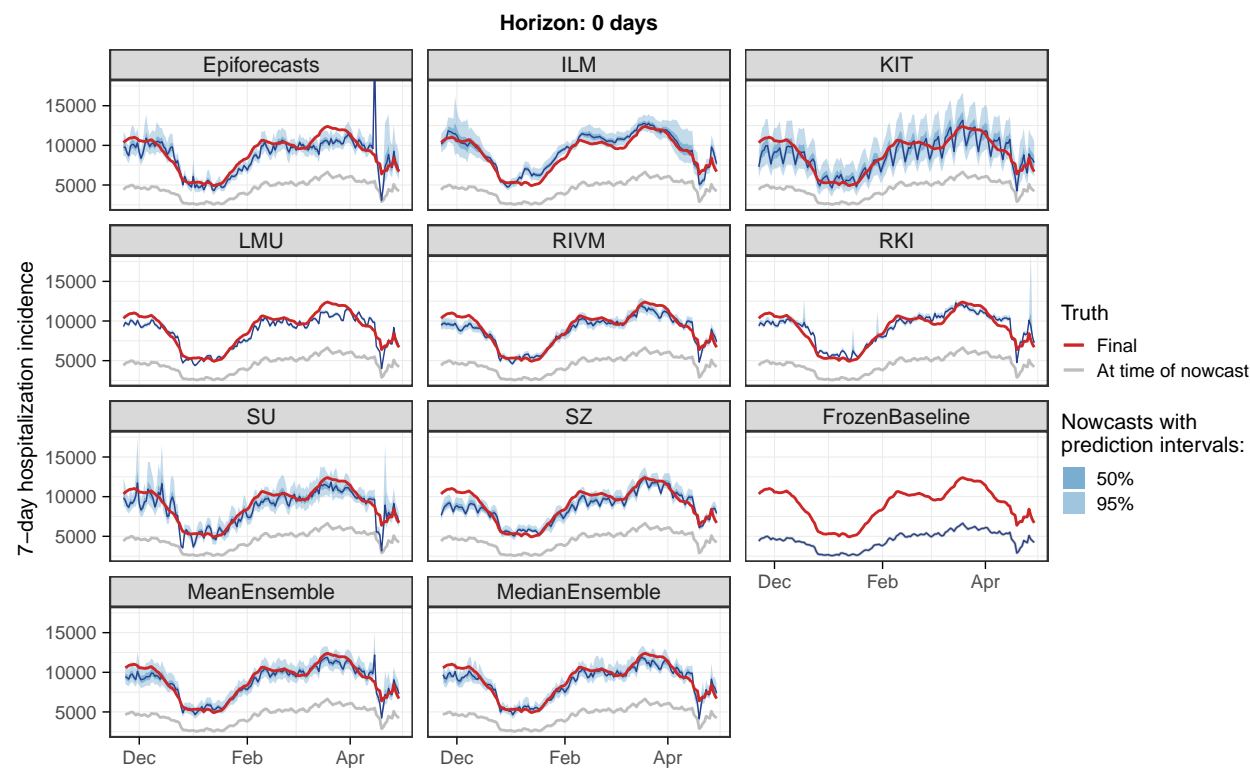 Horizon: 0 days
Epiforecasts
ILM
KIT
15000
10000
5000
LMU
RIVM
RKI
15000
10000
5000
SU
SZ
FrozenBaseline
15000
10000
5000
Dec
Feb
Apr
MeanEnsemble
MedianEnsemble
15000
10000
5000
Dec
Feb
Apr
Dec
Feb
Apr
7−day hospitalization incidence
Truth
Final
At time of nowcast
Nowcasts with
prediction intervals:
50%
95%